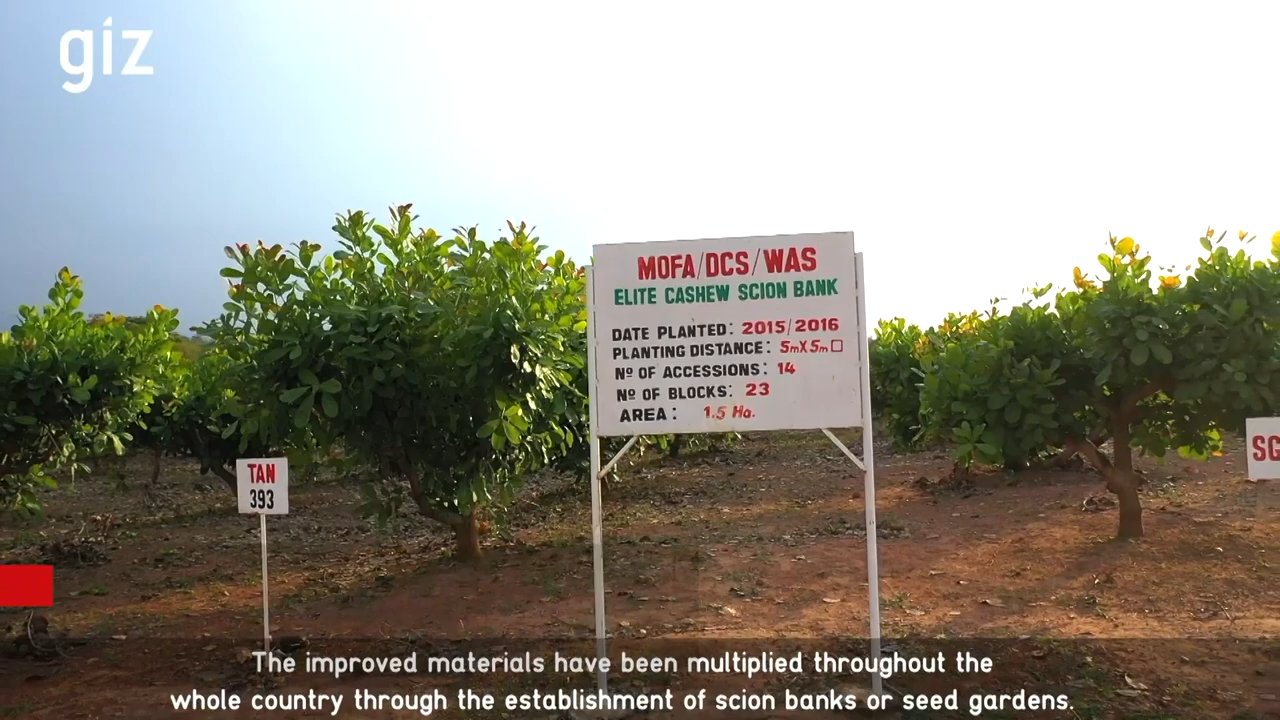 giz
MOFA/DCS/WAS
ELITE CASHEW SCION BANK
DATE PLANTED: 2015/2016
PLANTING DISTANCE: 5mX5m□
Nº OF ACCESSIONS: 14
Nº OF BLOCKS: 23
AREA: 1.5 Ha.
TAN
393
SG
The improved materials have been multiplied throughout the
whole country through the establishment of scion banks or seed gardens.